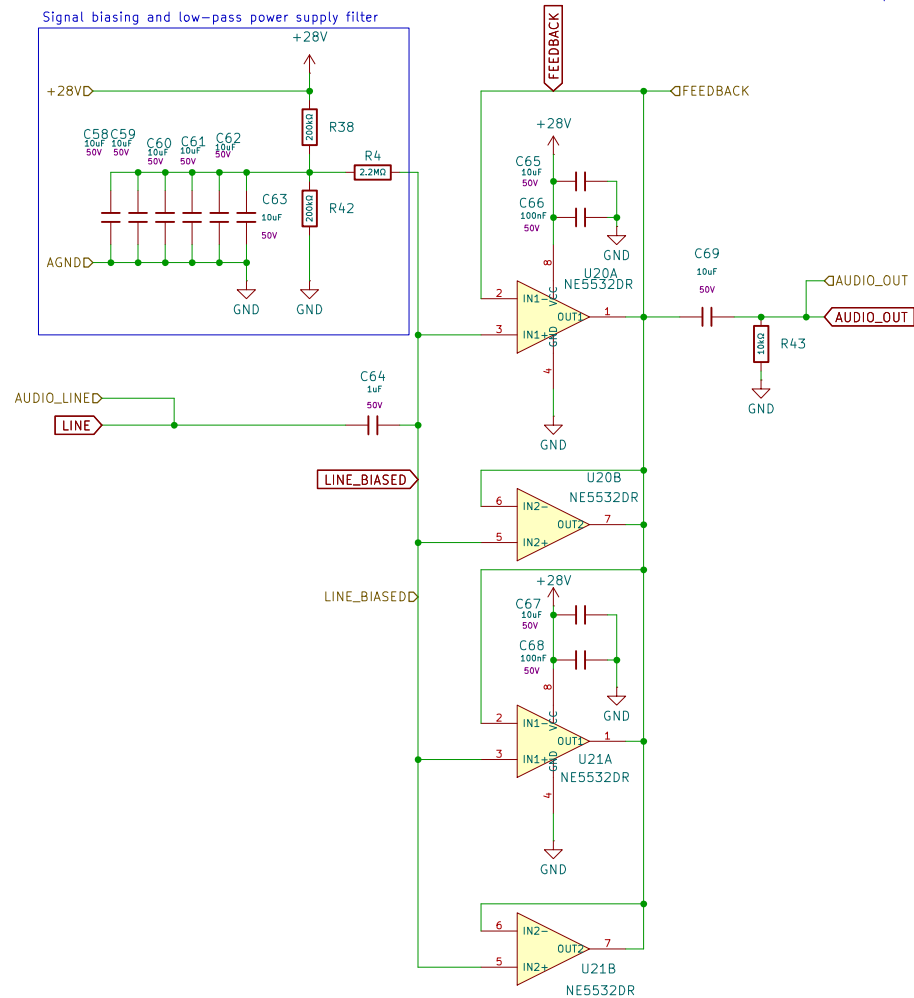 Signal biasing and low-pass power supply filter
+28V
+28V
R38
200kΩ
C58
10uF
50V
C59
10uF
50V
C60
10uF
50V
C61
10uF
50V
C62
10uF
50V
R4
2.2MΩ
C63
10uF
50V
R42
200kΩ
AGND
GND
GND
FEEDBACK
FEEDBACK
+28V
C65
10uF
50V
C66
100nF
50V
GND
8
U20A
NE5532DR
2
IN1-
VCC
OUT1
1
3
IN1+
GND
4
GND
C69
10uF
50V
AUDIO_OUT
AUDIO_OUT
10kΩ
R43
GND
C64
1uF
50V
AUDIO_LINE
LINE
LINE_BIASED
U20B
NE5532DR
6
IN2-
OUT2
7
5
IN2+
LINE_BIASED
+28V
C67
10uF
50V
C68
100nF
50V
GND
8
2
IN1-
VCC
OUT1
1
3
IN1+
GND
U21A
NE5532DR
4
GND
6
IN2-
OUT2
7
5
IN2+
U21B
NE5532DR